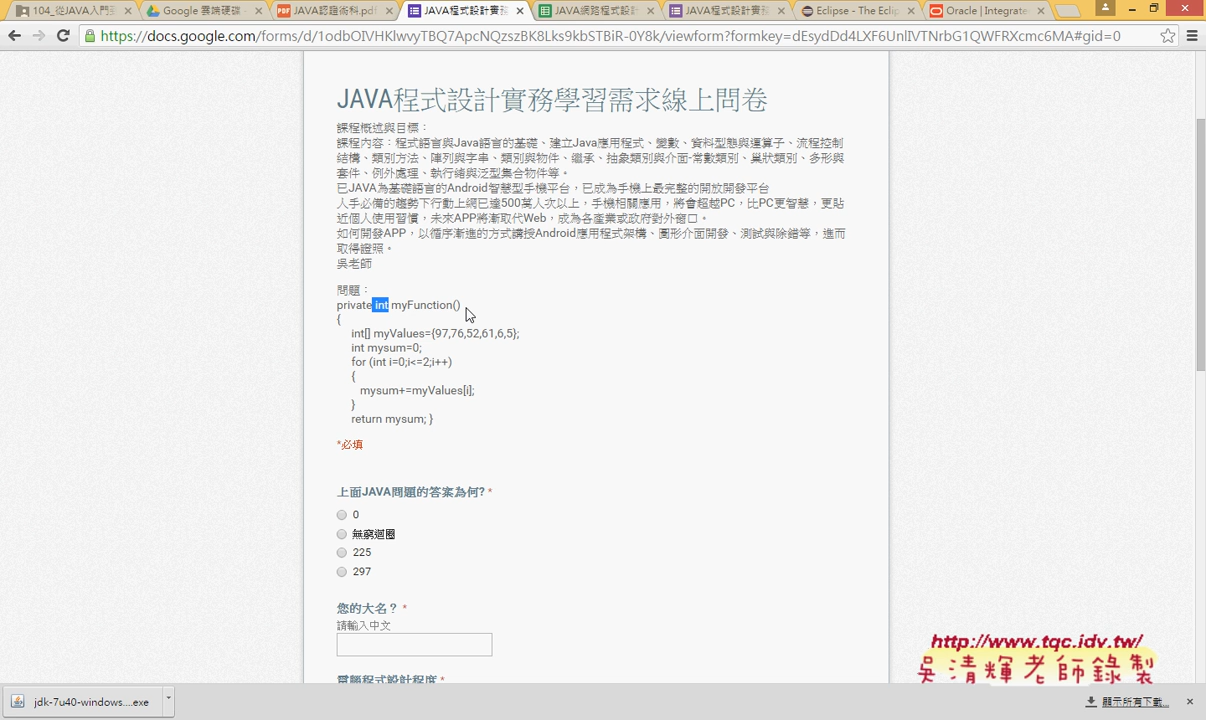 104_從JAVA入門到
Google 雲端硬碟
JAVA認證術科.pdf
JAVA程式設計實務
JAVA網路程式設計
JAVA程式設計實務
Eclipse - The Eclip
Oracle | Integrate
https://docs.google.com/forms/d/1odbOIVHKlwvyTBQ7ApcNQzszBK8Lks9kbSTBiR-0Y8k/viewform?formkey=dEsydDd4LXF6UnlIVTNrbG1QWFRXcmc6MA#gid=0
JAVA程式設計實務學習需求線上問卷
課程概述與目標：
課程內容：程式語言與Java語言的基礎、建立Java應用程式、變數、資料型態與運算子、流程控制
結構、類別方法、陣列與字串、類別與物件、繼承、抽象類別與介面-常數類別、巢狀類別、多形與
套件、例外處理、執行緒與泛型集合物件等。
已JAVA為基礎語言的Android智慧型手機平台，已成為手機上最完整的開放開發平台
人手必備的趨勢下行動上網已達500萬人次以上，手機相關應用，將會超越PC，比PC更智慧，更貼
近個人使用習慣，未來APP將漸取代Web，成為各產業或政府對外窗口。
如何開發APP，以循序漸進的方式講授Android應用程式架構、圖形介面開發、測試與除錯等，進而
取得證照。
吳老師
問題：
private int myFunction()
{
int[] myValues={97,76,52,61,6,5};
int mysum=0;
for (int i=0;i<=2;i++)
{
mysum+=myValues[i];
}
return mysum; }
*必填
上面JAVA問題的答案為何? *
0
無窮迴圈
225
297
您的大名？ *
請輸入中文
電腦程式設計程度 *
http://www.tqc.idv.tw/
吳清輝老師錄製
jdk-7u40-windows....exe
顯示所有下載...